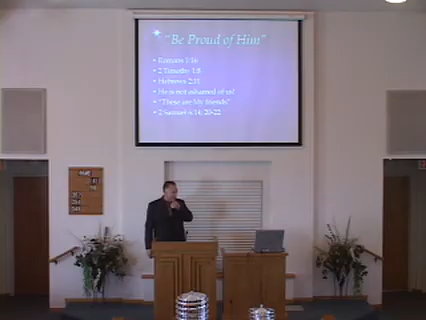 "Be Proud of Him"
• Romans 1:16
• 2 Timothy 1:8
• Hebrews 2:11
• He is not ashamed of us!
• "These are My friends"
• 2 Samuel 6:14; 20-22